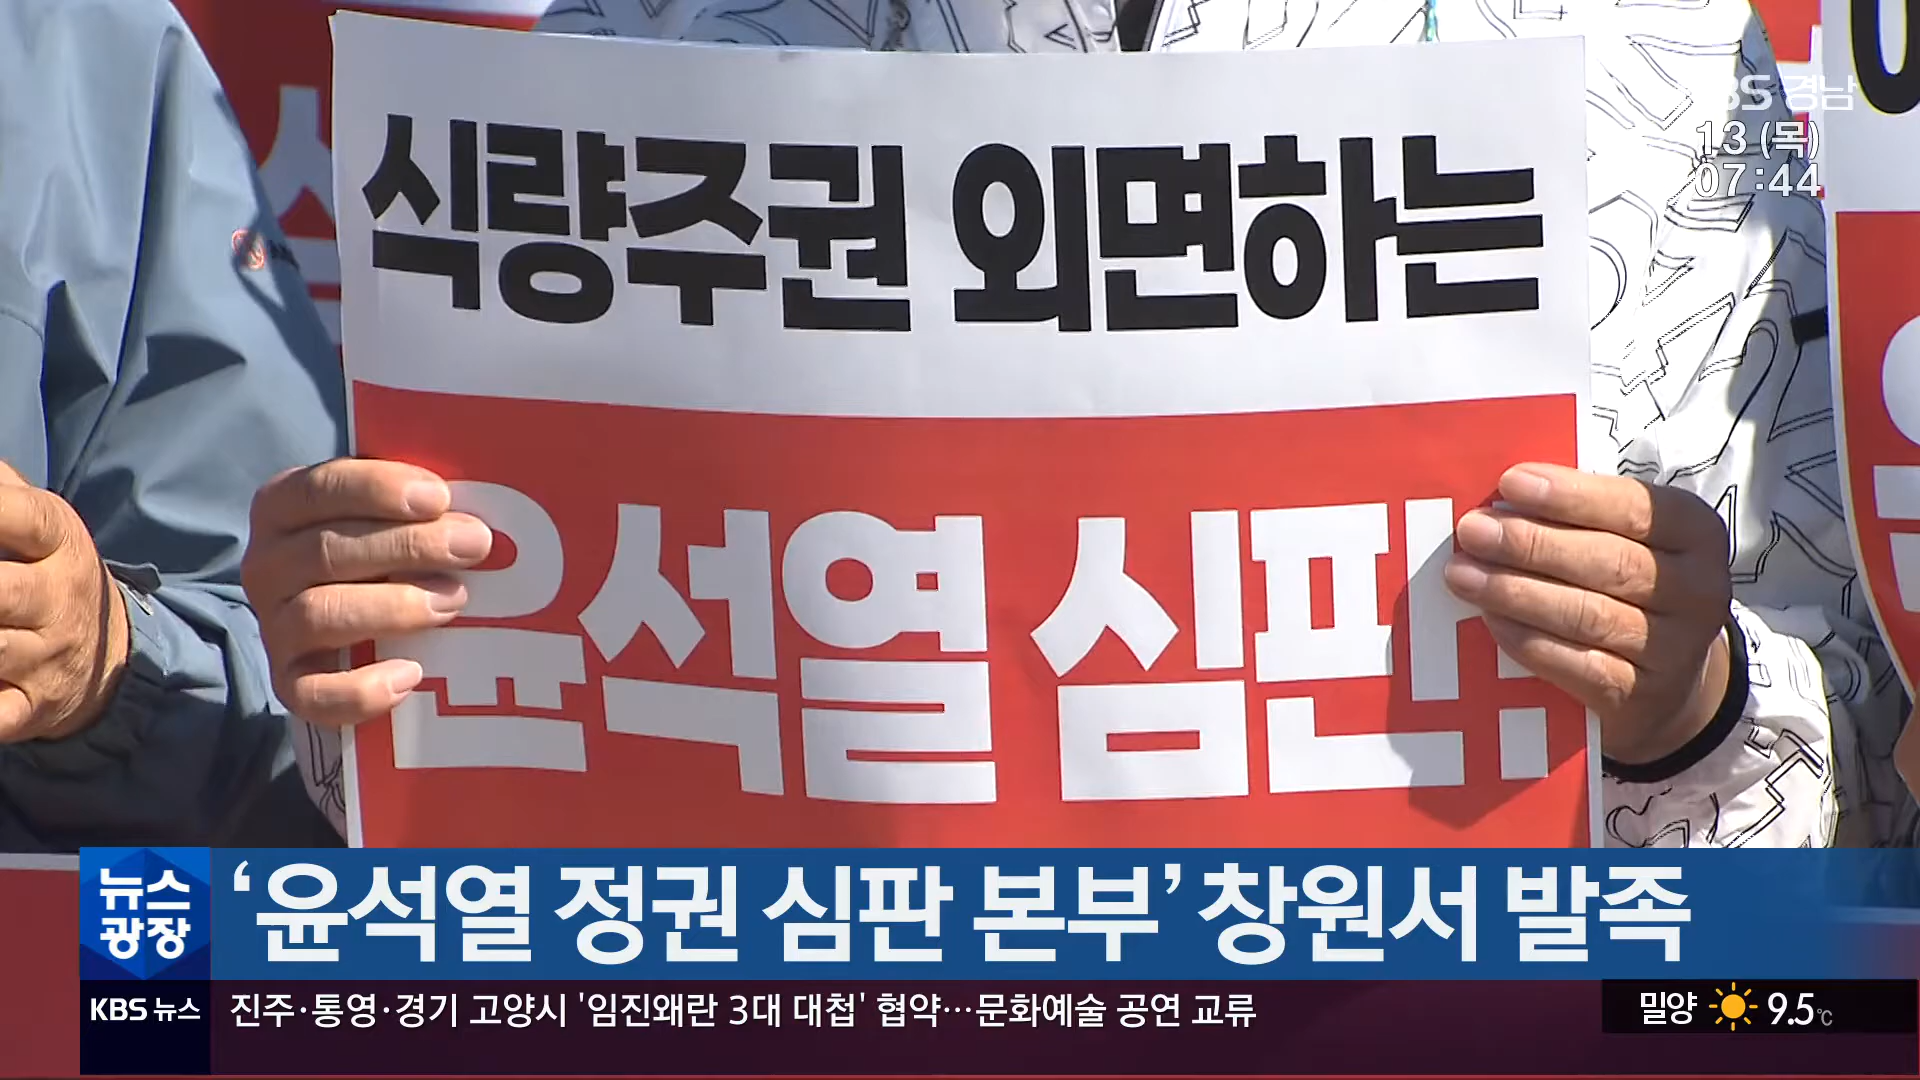 식량주권 외면하는
윤석열 심판!
KBS 경남
13 (목)
07:44
뉴스
광장
‘윤석열 정권 심판 본부’ 창원서 발족
KBS 뉴스
진주·통영·경기 고양시 '임진왜란 3대 대첩' 협약…문화예술 공연 교류
밀양 9.5℃